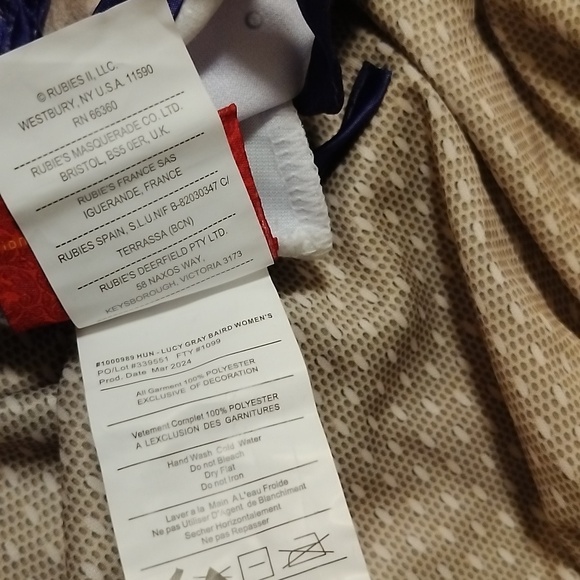 © RUBIES II, LLC.
WESTBURY, NY U.S.A. 11590
RN 66360
RUBIE'S MASQUERADE CO. LTD.
BRISTOL, BS5 0ER, U.K.
RUBIE'S FRANCE SAS
IGUERANDE, FRANCE
RUBIES SPAIN, S.L.U.NIF B-82030347 C/
TERRASSA (BCN)
RUBIE'S DEERFIELD PTY LTD.
58 NAXOS WAY,
KEYSBOROUGH, VICTORIA 3173
#1000969 HUN - LUCY GRAY BAIRD WOMEN'S
PO/Lot #339551 FTY #1099
Prod. Date Mar 2024
All Garment 100% POLYESTER
EXCLUSIVE OF DECORATION
Vetement Complet 100% POLYESTER
A LEXCLUSION DES GARNITURES
Hand Wash Cold Water
Do not Bleach
Dry Flat
Do not Iron
Laver a la Main A L"eau Froide
Ne pas Utiliser D'Agent de Blanchiment
Secher Horizontalement
Ne pas Repasser